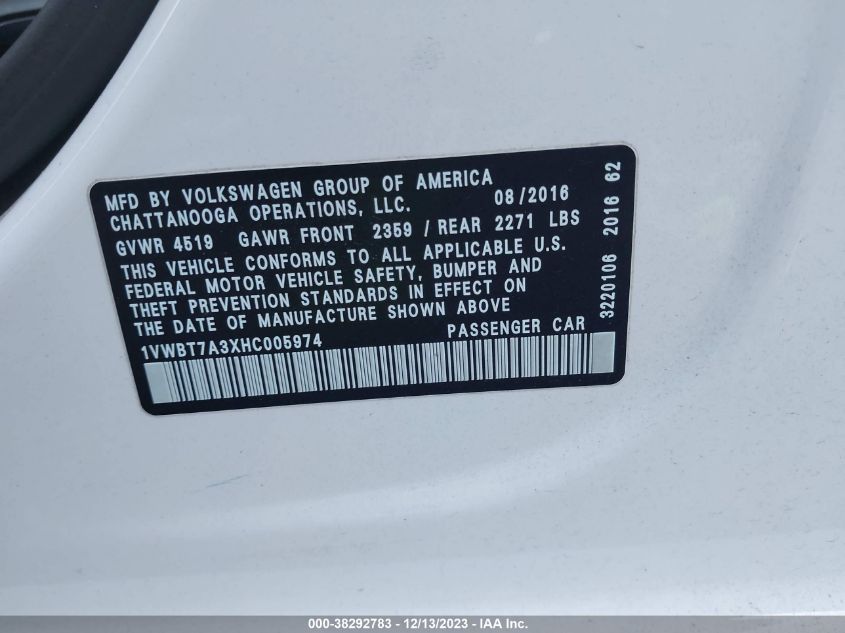 MFD BY VOLKSWAGEN GROUP OF AMERICA
CHATTANOOGA OPERATIONS, LLC. 08/2016
GVWR 4519 GAWR FRONT 2359 / REAR 2271 LBS
THIS VEHICLE CONFORMS TO ALL APPLICABLE U.S.
FEDERAL MOTOR VEHICLE SAFETY, BUMPER AND
THEFT PREVENTION STANDARDS IN EFFECT ON
THE DATE OF MANUFACTURE SHOWN ABOVE
1VWBT7A3XHC005974 PASSENGER CAR
3220106 2016 62
000-38292783 - 12/13/2023 - IAA Inc.